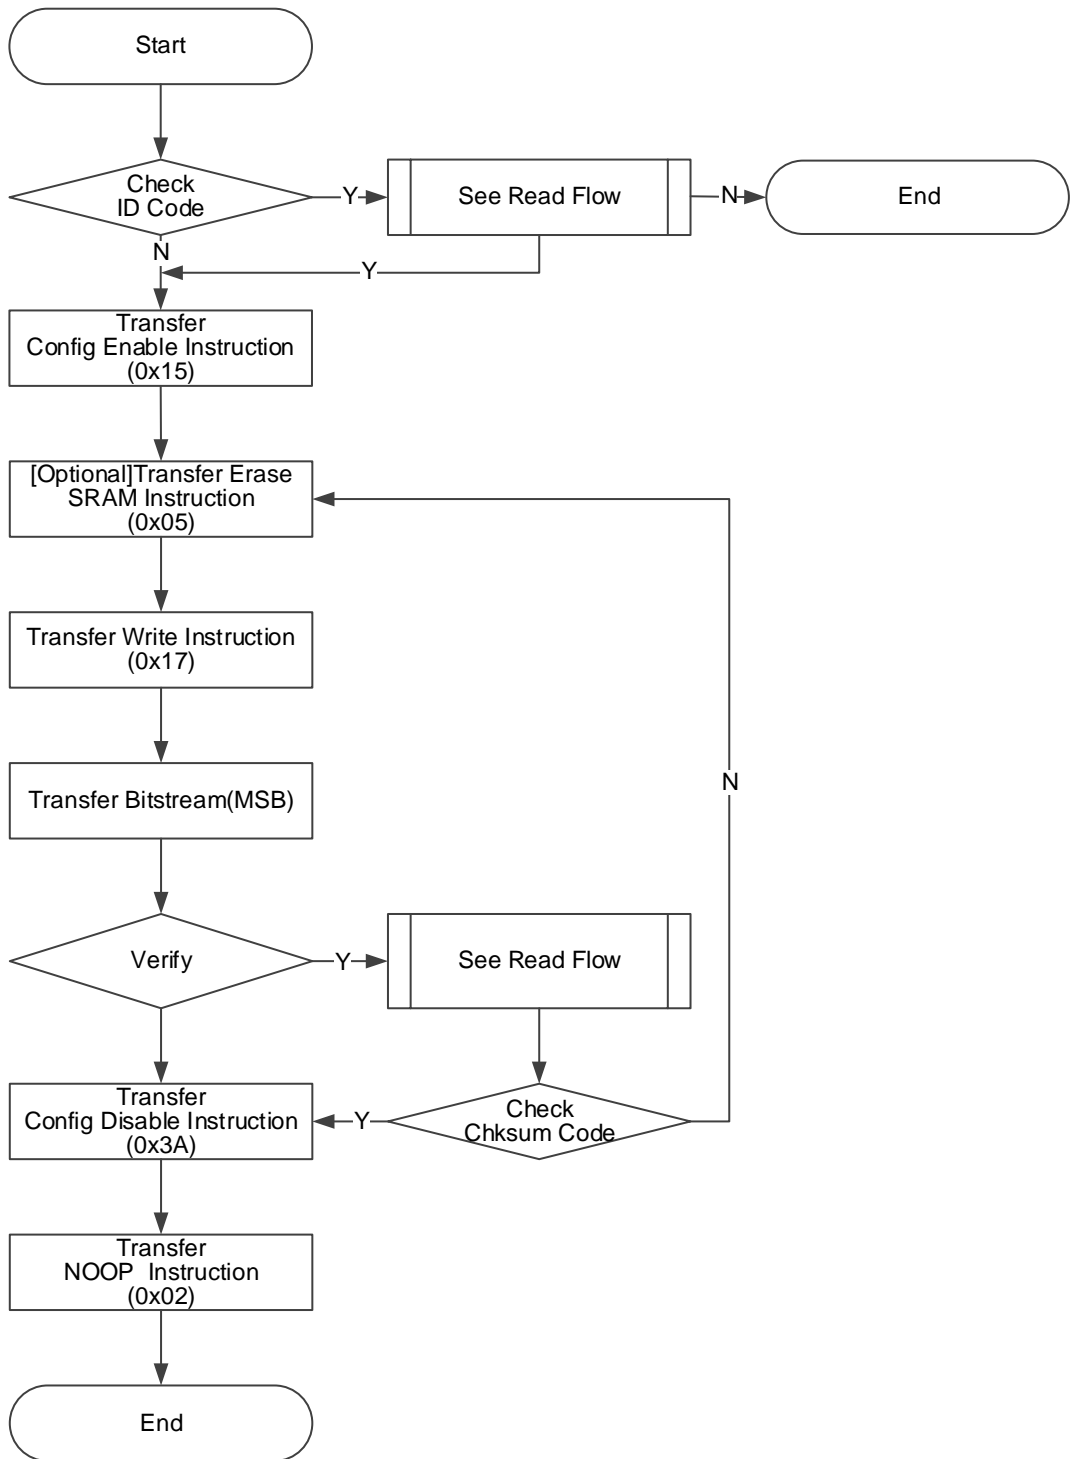 Start
Check
ID Code
Y
See Read Flow
N
End
N
Y
Transfer
Config Enable Instruction
(0x15)
[Optional]Transfer Erase
SRAM Instruction
(0x05)
Transfer Write Instruction
(0x17)
Transfer Bitstream(MSB)
N
Verify
Y
See Read Flow
Transfer
Config Disable Instruction
(0x3A)
Y
Check
Chksum Code
Transfer
NOOP Instruction
(0x02)
End